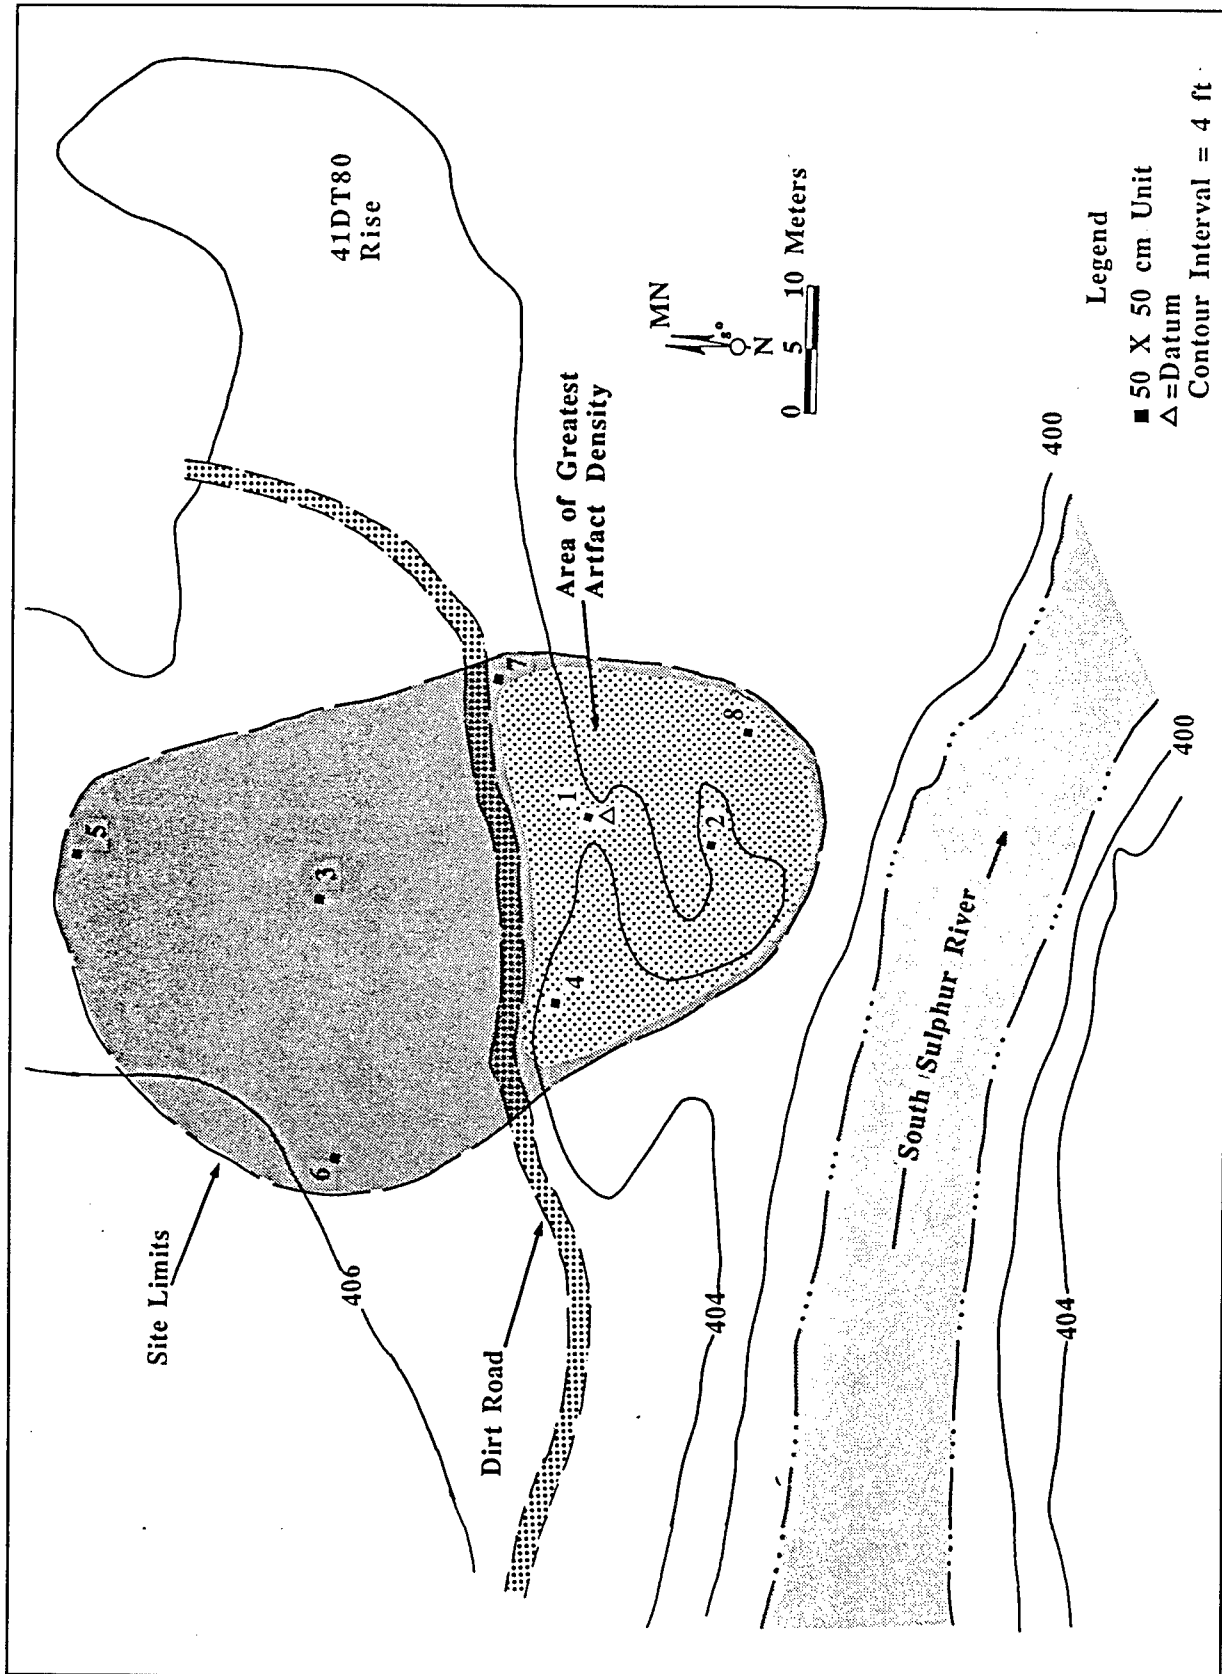 41DT80
Rise
Site Limits
406
Dirt Road
404
5
3
6
7
4
1
2
8
Area of Greatest
Artfact Density
MN
8°
N
0 5 10 Meters
South Sulphur River
400
400
404
Legend
■ 50 X 50 cm Unit
△ =Datum
Contour Interval = 4 ft